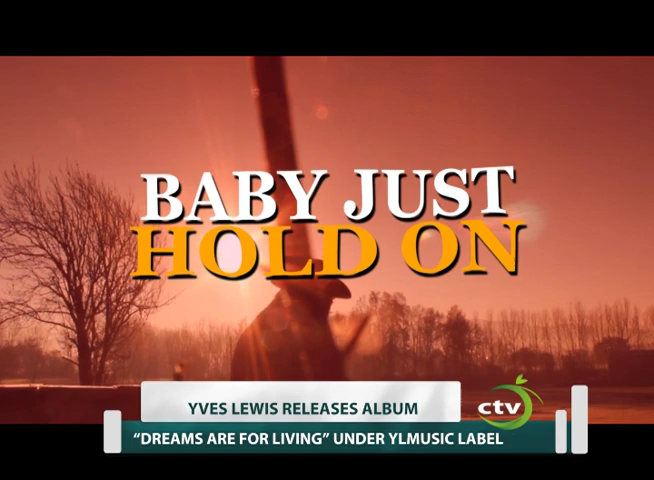 BABY JUST
HOLD ON
YVES LEWIS RELEASES ALBUM
ctv
“DREAMS ARE FOR LIVING” UNDER YLMUSIC LABEL